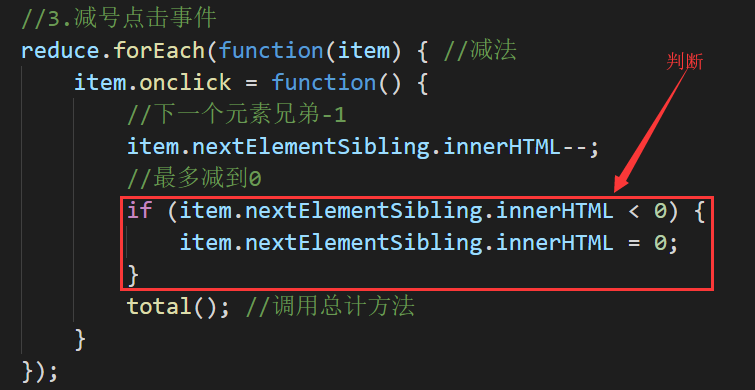 //3.减号点击事件
reduce.forEach(function(item) { //减法
判断
item.onclick = function() {
//下一个元素兄弟-1
item.nextElementSibling.innerHTML--;
//最多减到0
if (item.nextElementSibling.innerHTML < 0) {
item.nextElementSibling.innerHTML = 0;
}
total(); //调用总计方法
}
});